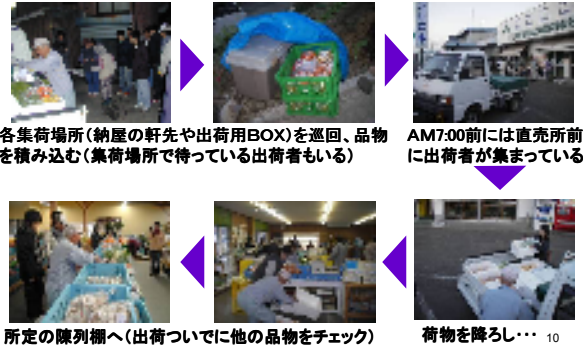 各集荷場所(納屋の軒先や出荷用BOX)を巡回、品物
を積み込む(集荷場所で待っている出荷者もいる)
AM7:00前には直売所前
に出荷者が集まっている
荷物を降ろし・・・
所定の陳列棚へ(出荷ついでに他の品物をチェック)
10